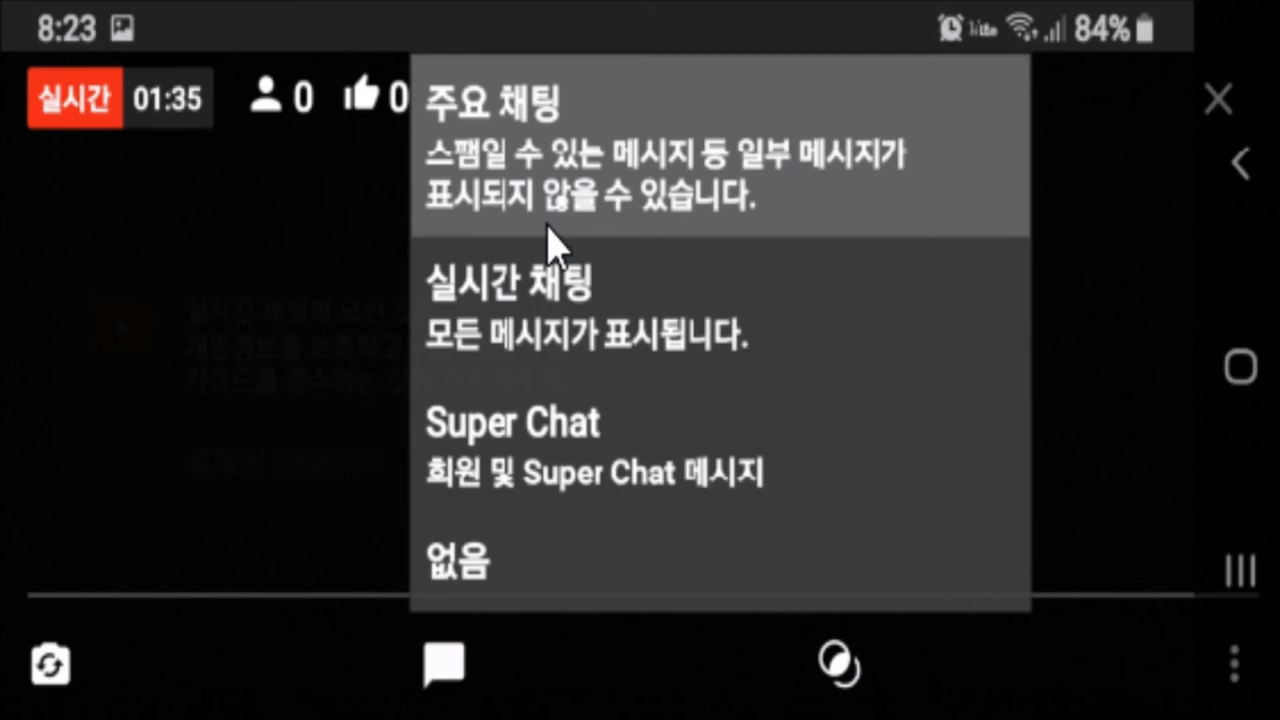 8:23
84%
실시간 01:35 0 0
주요 채팅
스팸일 수 있는 메시지 등 일부 메시지가
표시되지 않을 수 있습니다.
실시간 채팅
모든 메시지가 표시됩니다.
Super Chat
회원 및 Super Chat 메시지
없음